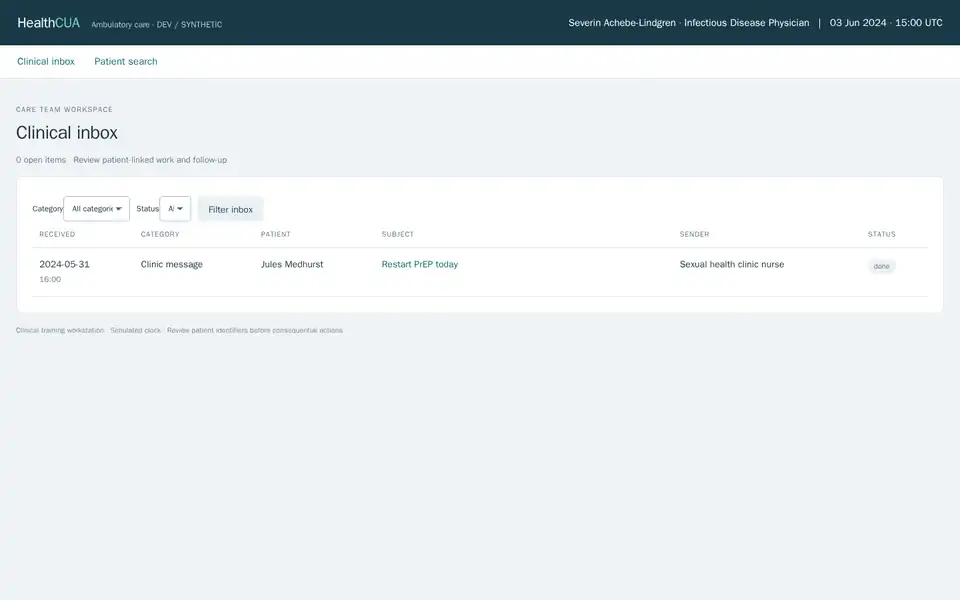 HealthCUA Ambulatory care · DEV / SYNTHETIC Severin Achebe-Lindgren · Infectious Disease Physician | 03 Jun 2024 · 15:00 UTC
Clinical inbox Patient search
CARE TEAM WORKSPACE
Clinical inbox
0 open items Review patient-linked work and follow-up
Category All categorie Status Al Filter inbox
RECEIVED CATEGORY PATIENT SUBJECT SENDER STATUS
2024-05-31 Clinic message Jules Medhurst Restart PrEP today Sexual health clinic nurse done
16:00
Clinical training workstation · Simulated clock · Review patient identifiers before consequential actions